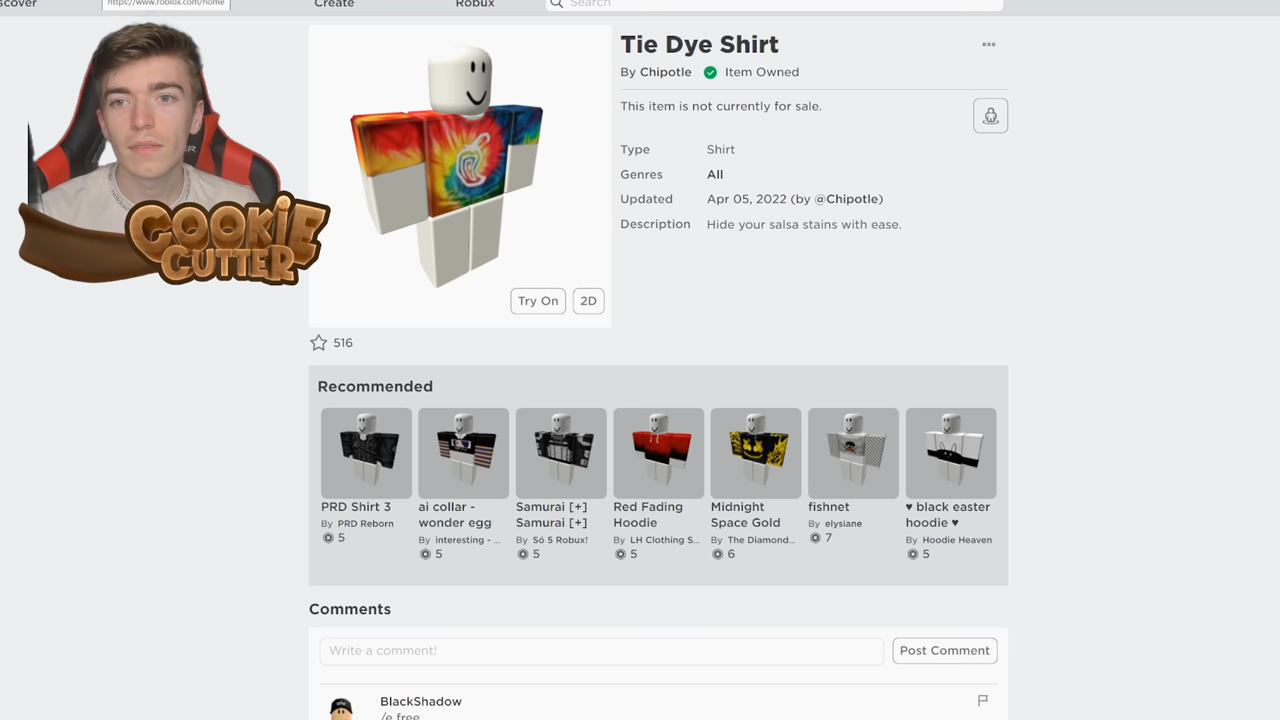 scover
https://www.roblox.com/home
Create
Robux
Search
Tie Dye Shirt
By Chipotle Item Owned
This item is not currently for sale.
Type Shirt
Genres All
Updated Apr 05, 2022 (by @Chipotle)
Description Hide your salsa stains with ease.
COOKIE
CUTTER
Try On
2D
516
Recommended
PRD Shirt 3
By PRD Reborn
5
ai collar -
wonder egg
By interesting - ...
5
Samurai [+]
Samurai [+]
By Só 5 Robux!
5
Red Fading
Hoodie
By LH Clothing S...
5
Midnight
Space Gold
By The Diamond...
6
fishnet
By elysiane
7
♥ black easter
hoodie ♥
By Hoodie Heaven
5
Comments
Write a comment!
Post Comment
BlackShadow
/e free